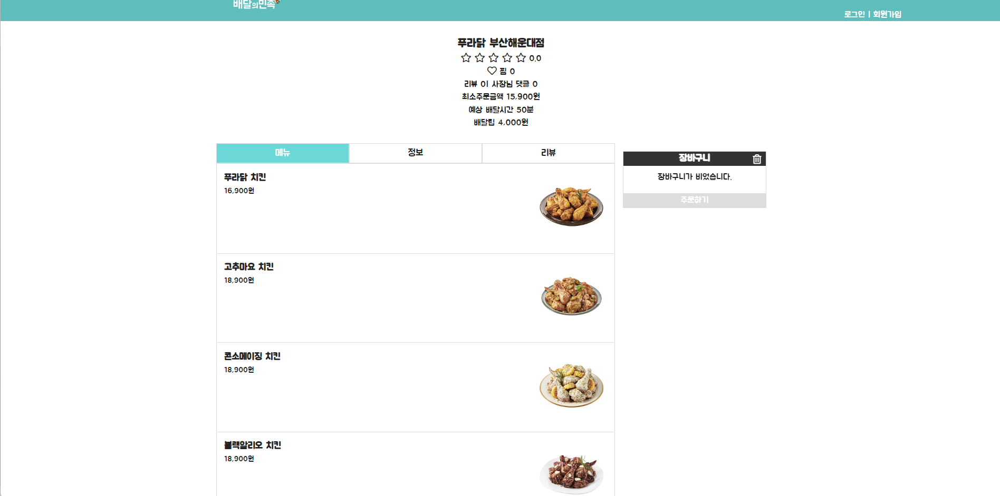 배달의민족
로그인 | 회원가입
푸라닭 부산해운대점
0.0
찜 0
리뷰 0 | 사장님 댓글 0
최소주문금액 15,900원
예상 배달시간 50분
배달팁 4,000원
메뉴 정보 리뷰
푸라닭 치킨
16,900원
고추마요 치킨
18,900원
콘소메이징 치킨
18,900원
블랙알리오 치킨
18,900원
장바구니
장바구니가 비었습니다.
주문하기